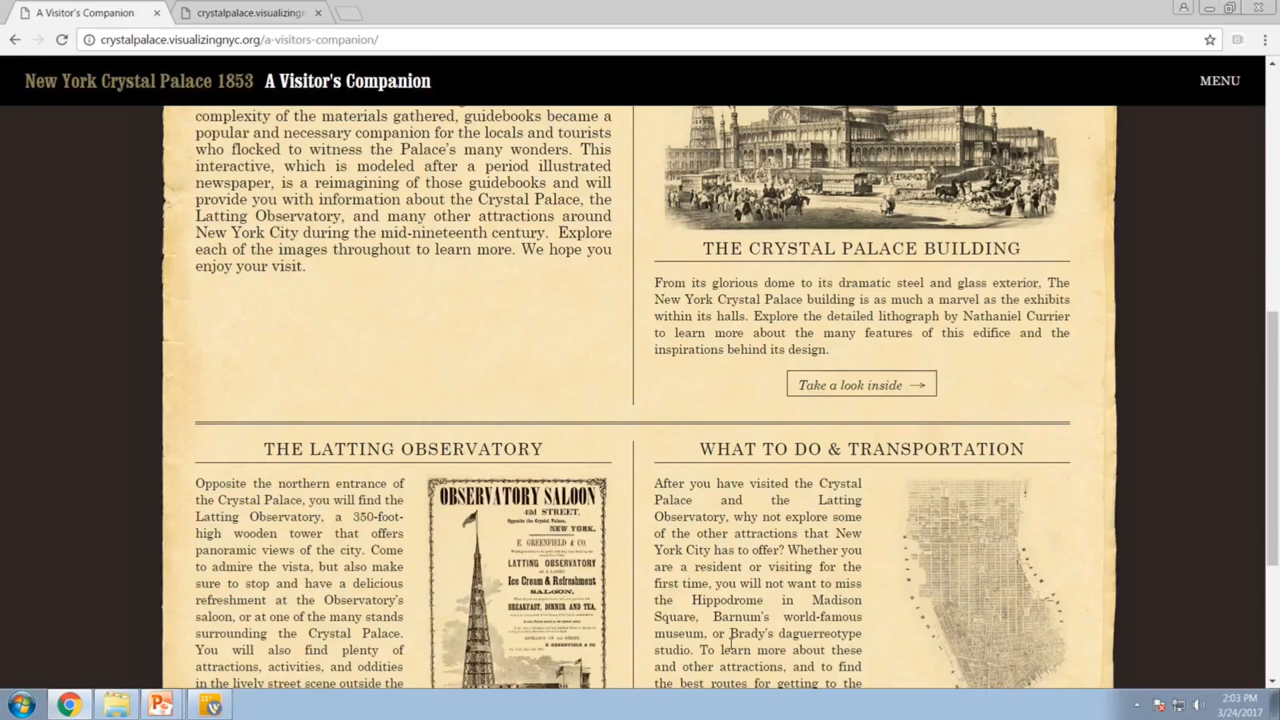 A Visitor's Companion
crystalpalace.visualizingn
crystalpalace.visualizingnyc.org/a-visitors-companion/
New York Crystal Palace 1853 A Visitor's Companion
MENU
complexity of the materials gathered, guidebooks became a
popular and necessary companion for the locals and tourists
who flocked to witness the Palace's many wonders. This
interactive, which is modeled after a period illustrated
newspaper, is a reimagining of those guidebooks and will
provide you with information about the Crystal Palace, the
Latting Observatory, and many other attractions around
New York City during the mid-nineteenth century. Explore
each of the images throughout to learn more. We hope you
enjoy your visit.
THE CRYSTAL PALACE BUILDING
From its glorious dome to its dramatic steel and glass exterior, The
New York Crystal Palace building is as much a marvel as the exhibits
within its halls. Explore the detailed lithograph by Nathaniel Currier
to learn more about the many features of this edifice and the
inspirations behind its design.
Take a look inside →
THE LATTING OBSERVATORY
Opposite the northern entrance of
the Crystal Palace, you will find the
Latting Observatory, a 350-foot-
high wooden tower that offers
panoramic views of the city. Come
to admire the vista, but also make
sure to stop and have a delicious
refreshment at the Observatory's
saloon, or at one of the many stands
surrounding the Crystal Palace.
You will also find plenty of
attractions, activities, and oddities
in the lively street scene outside the
OBSERVATORY SALOON
42d STREET,
Opposite the Crystal Palace,
NEW YORK.
E. GREENFIELD & CO.
LATTING OBSERVATORY
Ice Cream & Refreshment
SALOON,
BREAKFAST, DINNER AND TEA,
E. GREENFIELD & CO
WHAT TO DO & TRANSPORTATION
After you have visited the Crystal
Palace and the Latting
Observatory, why not explore some
of the other attractions that New
York City has to offer? Whether you
are a resident or visiting for the
first time, you will not want to miss
the Hippodrome in Madison
Square, Barnum's world-famous
museum, or Brady's daguerreotype
studio. To learn more about these
and other attractions, and to find
the best routes for getting to the
2:03 PM
3/24/2017